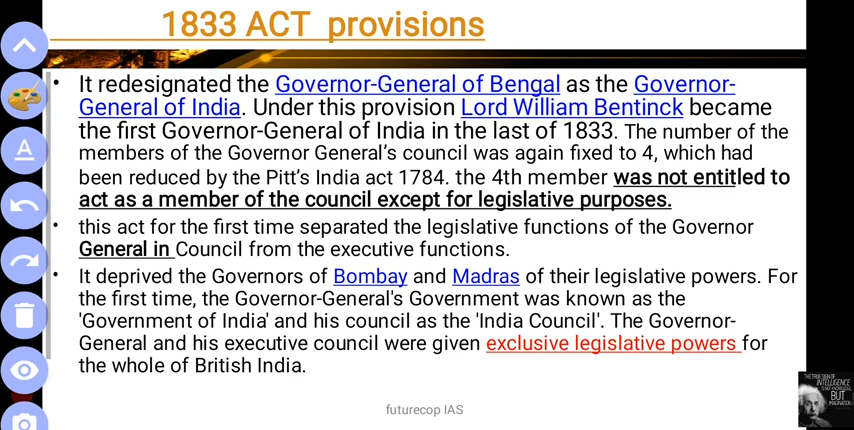 1833 ACT provisions
• It redesignated the Governor-General of Bengal as the Governor-
General of India. Under this provision Lord William Bentinck became
the first Governor-General of India in the last of 1833. The number of the
members of the Governor General's council was again fixed to 4, which had
been reduced by the Pitt's India act 1784. the 4th member was not entitled to
act as a member of the council except for legislative purposes.
• this act for the first time separated the legislative functions of the Governor
General in Council from the executive functions.
• It deprived the Governors of Bombay and Madras of their legislative powers. For
the first time, the Governor-General's Government was known as the
'Government of India' and his council as the 'India Council'. The Governor-
General and his executive council were given exclusive legislative powers for
the whole of British India.
futurecop IAS
THE TRUE SIGN OF
INTELLIGENCE
IS NOT KNOWLEDGE
BUT
IMAGINATION
A